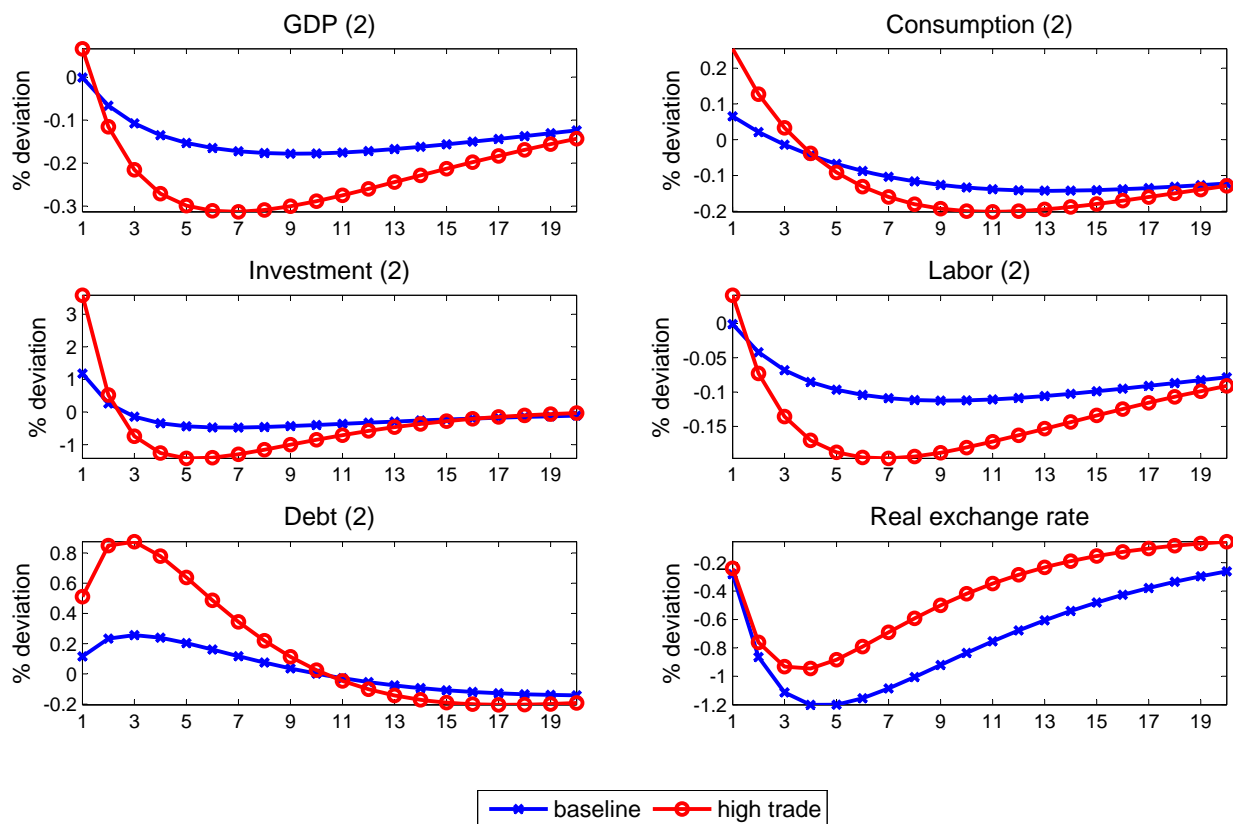 GDP (2)
% deviation
0
-0.1
-0.2
-0.3
1 3 5 7 9 11 13 15 17 19
Consumption (2)
% deviation
0.2
0.1
0
-0.1
-0.2
1 3 5 7 9 11 13 15 17 19
Investment (2)
% deviation
3
2
1
0
-1
1 3 5 7 9 11 13 15 17 19
Labor (2)
% deviation
0
-0.05
-0.1
-0.15
1 3 5 7 9 11 13 15 17 19
Debt (2)
% deviation
0.8
0.6
0.4
0.2
0
-0.2
1 3 5 7 9 11 13 15 17 19
Real exchange rate
% deviation
-0.2
-0.4
-0.6
-0.8
-1
-1.2
1 3 5 7 9 11 13 15 17 19
baseline high trade